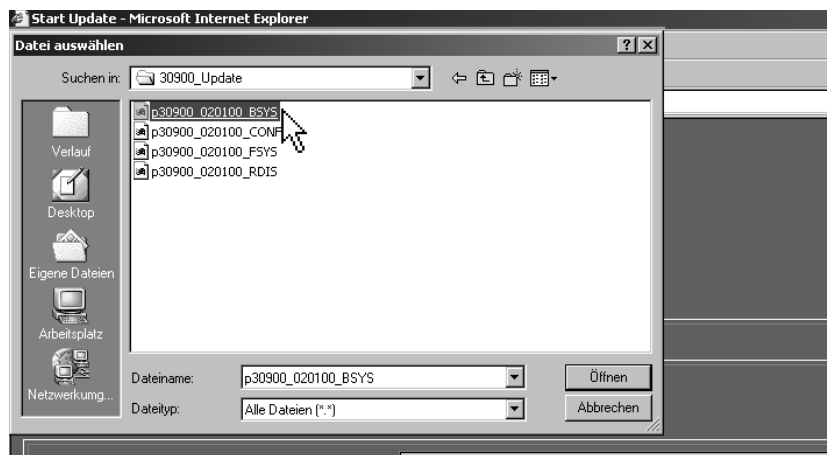 Start Update - Microsoft Internet Explorer
Datei auswählen
Suchen in: 30900_Update
p30900_020100_BSYS
p30900_020100_CONF
p30900_020100_FSYS
p30900_020100_RDIS
Verlauf
Desktop
Eigene Dateien
Arbeitsplatz
Netzwerkumg...
Dateiname: p30900_020100_BSYS Öffnen
Dateityp: Alle Dateien (*.*) Abbrechen